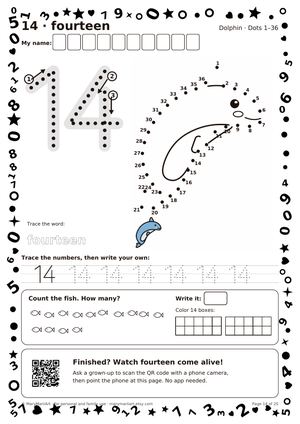 14 · fourteen
Dolphin · Dots 1–36
My name:
14
Trace the word:
fourteen
Trace the numbers, then write your own:
14 14 14 14 14 14 14 14
Count the fish. How many?
Write it:
Color 14 boxes:
Finished? Watch fourteen come alive!
Ask a grown-up to scan the QR code with a phone camera,
then point the phone at this page. No app needed.